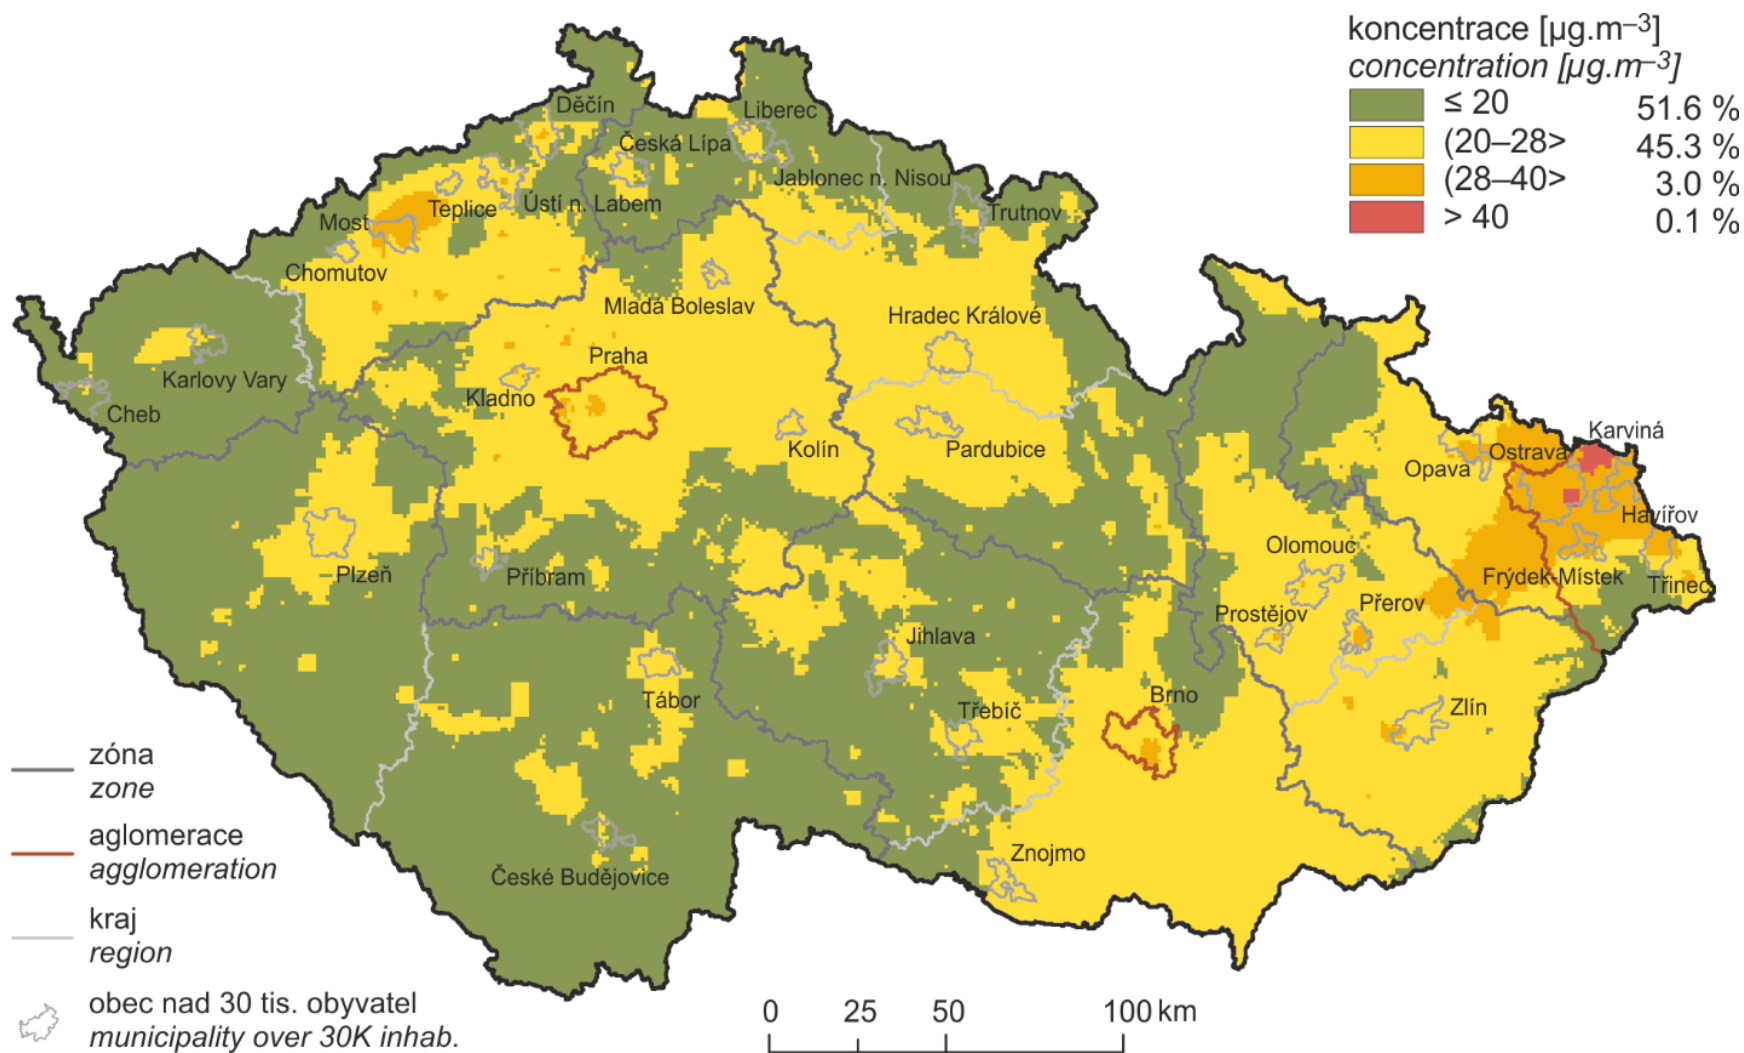 koncentrace [µg.m–3]
concentration [µg.m–3]
≤ 20 51.6 %
(20–28> 45.3 %
(28–40> 3.0 %
> 40 0.1 %
Děčín
Liberec
Česká Lípa
Jablonec n. Nisou
Teplice
Ústí n. Labem
Trutnov
Most
Chomutov
Mladá Boleslav
Hradec Králové
Praha
Karlovy Vary
Kladno
Cheb
Kolín
Pardubice
Karviná
Ostrava
Opava
Havířov
Olomouc
Plzeň
Příbram
Frýdek-Místek
Třinec
Přerov
Prostějov
Jihlava
Tábor
Brno
Třebíč
Zlín
Znojmo
České Budějovice
zóna
zone
aglomerace
agglomeration
kraj
region
obec nad 30 tis. obyvatel
municipality over 30K inhab.
0 25 50 100 km